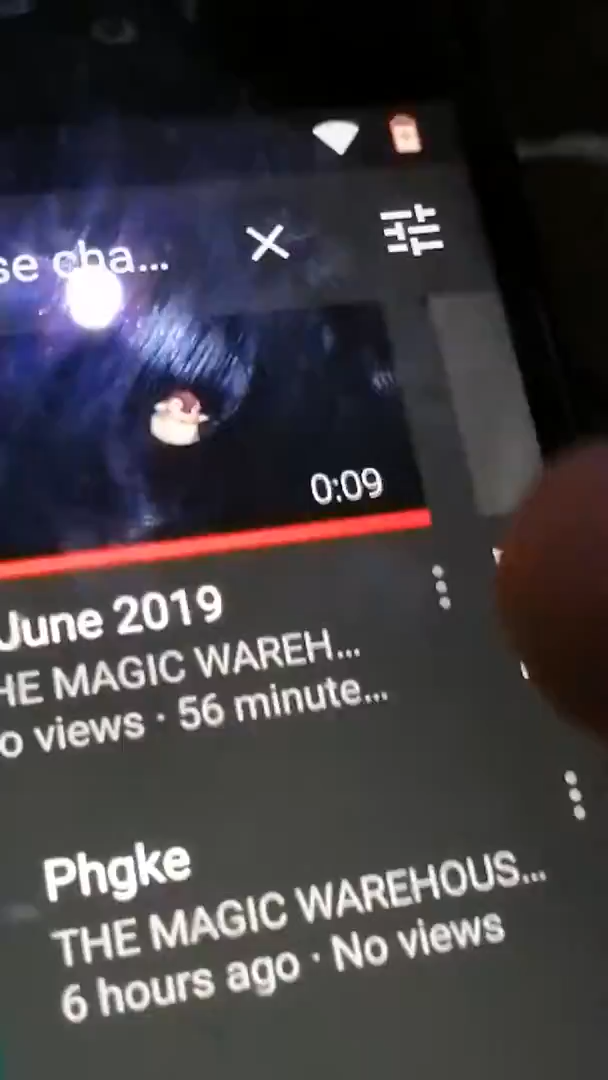 se cha...
0:09
June 2019
HE MAGIC WAREH...
o views · 56 minute...
Phgke
THE MAGIC WAREHOUS...
6 hours ago · No views